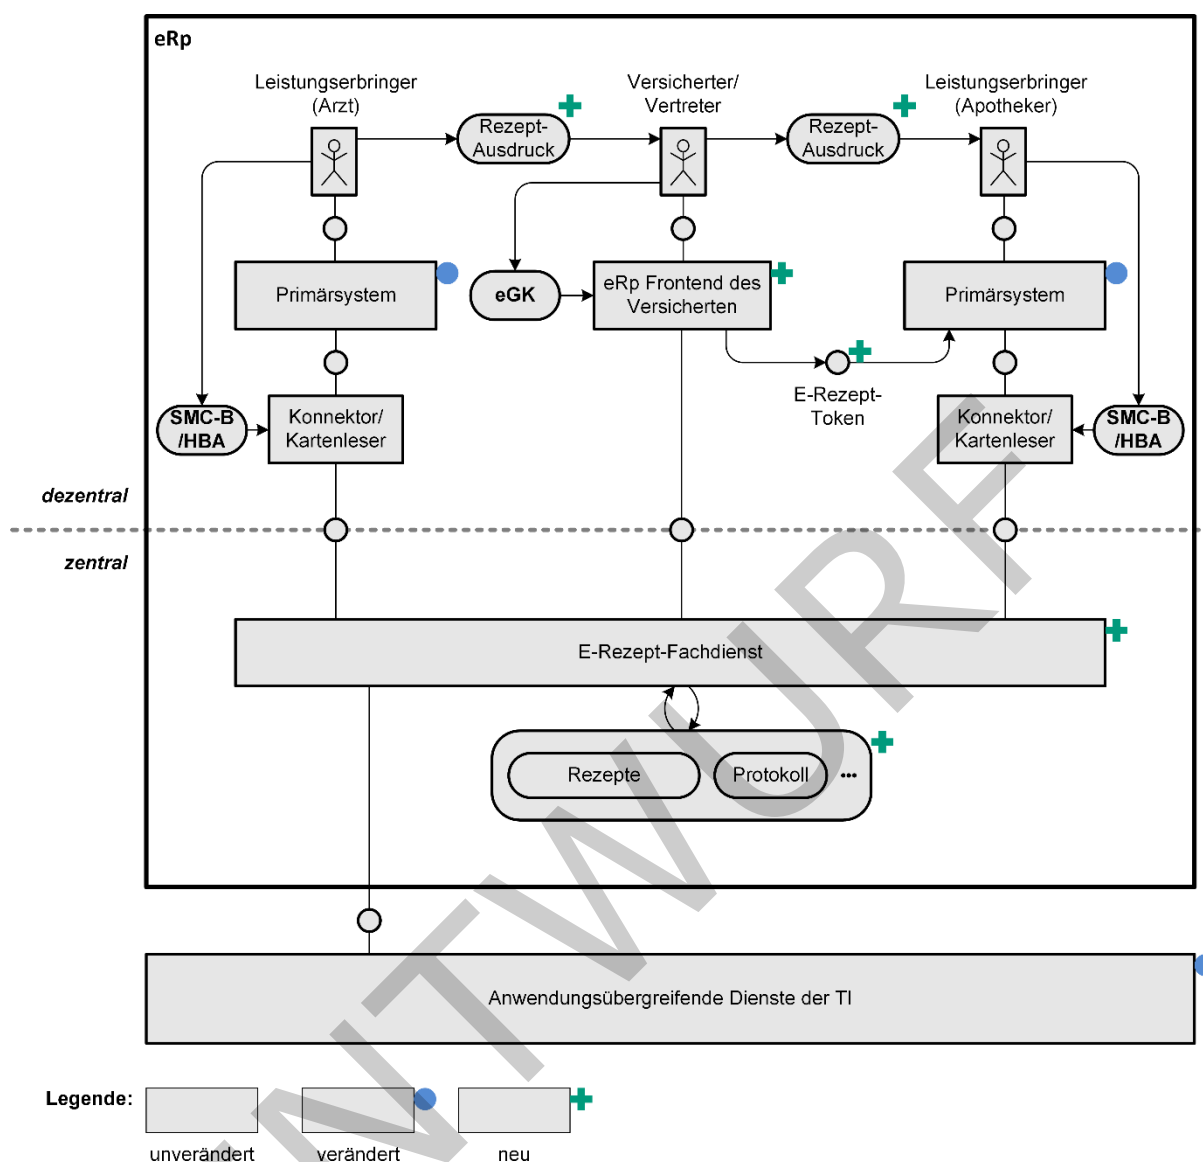 eRp
Leistungserbringer
(Arzt)
Versicherter/
Vertreter
Leistungserbringer
(Apotheker)
Rezept-
Ausdruck
Rezept-
Ausdruck
Primärsystem
eGK
eRp Frontend des
Versicherten
Primärsystem
E-Rezept-
Token
SMC-B
/HBA
Konnektor/
Kartenleser
Konnektor/
Kartenleser
SMC-B
/HBA
dezentral
zentral
E-Rezept-Fachdienst
Rezepte
Protokoll
...
Anwendungsübergreifende Dienste der TI
Legende:
unverändert
verändert
neu
ENTWURF